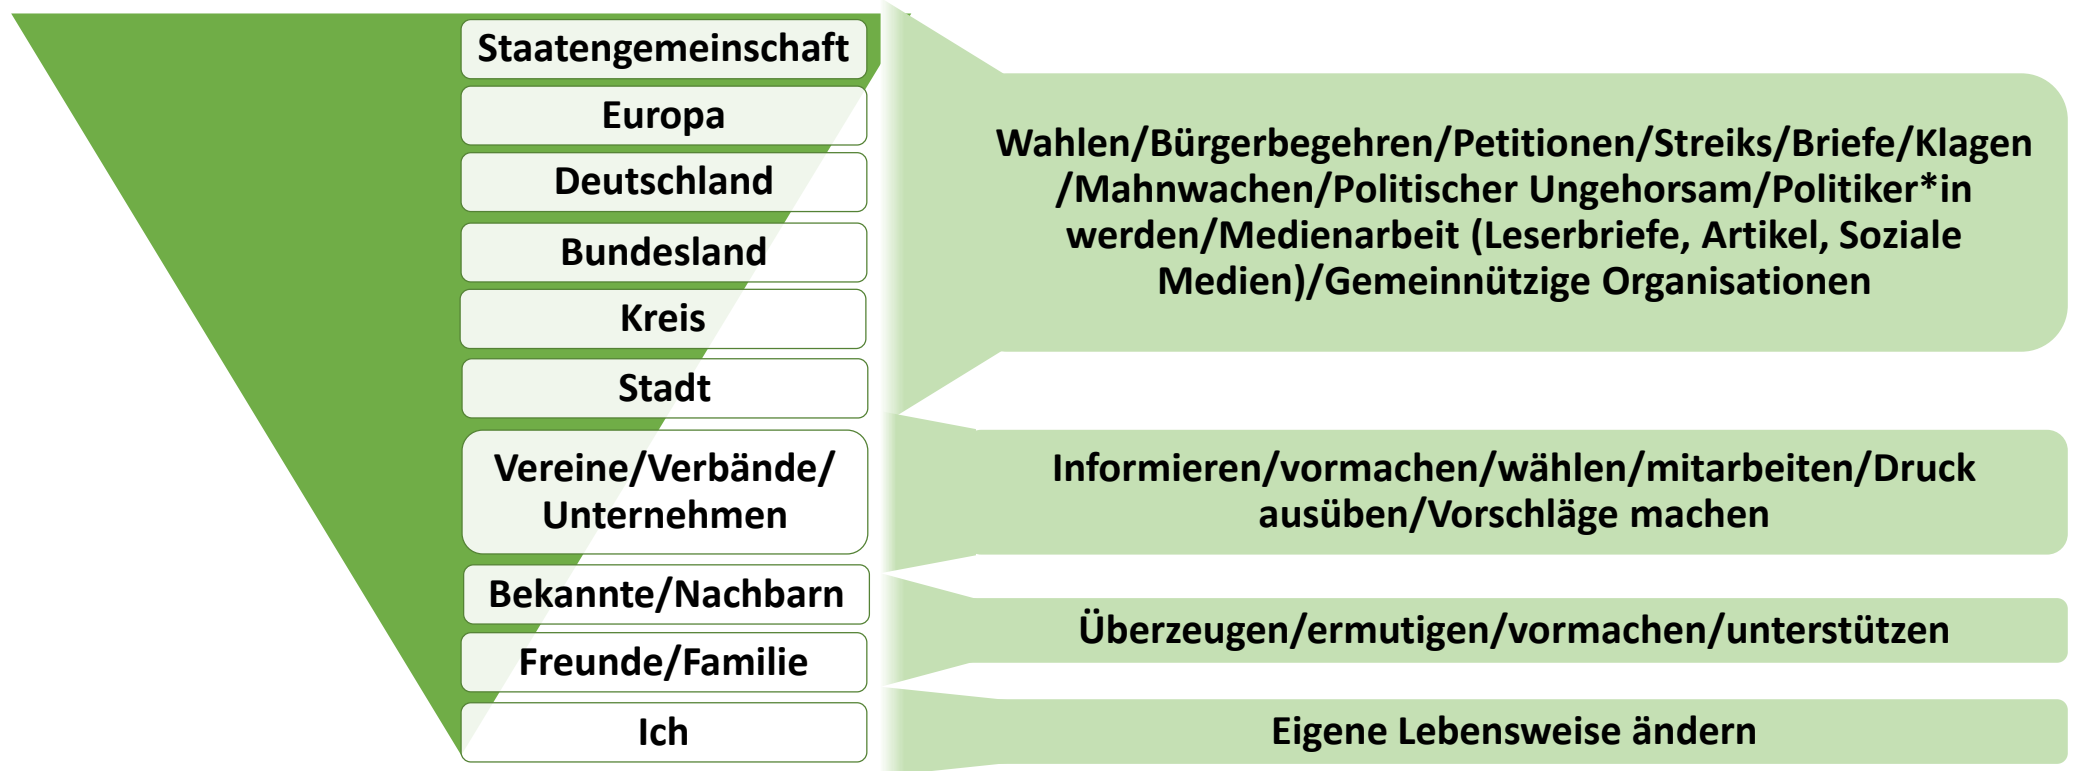 Staatengemeinschaft
Europa
Deutschland
Bundesland
Kreis
Stadt
Vereine/Verbände/
Unternehmen
Bekannte/Nachbarn
Freunde/Familie
Ich
Wahlen/Bürgerbegehren/Petitionen/Streiks/Briefe/Klagen
/Mahnwachen/Politischer Ungehorsam/Politiker*in
werden/Medienarbeit (Leserbriefe, Artikel, Soziale
Medien)/Gemeinnützige Organisationen
Informieren/vormachen/wählen/mitarbeiten/Druck
ausüben/Vorschläge machen
Überzeugen/ermutigen/vormachen/unterstützen
Eigene Lebensweise ändern